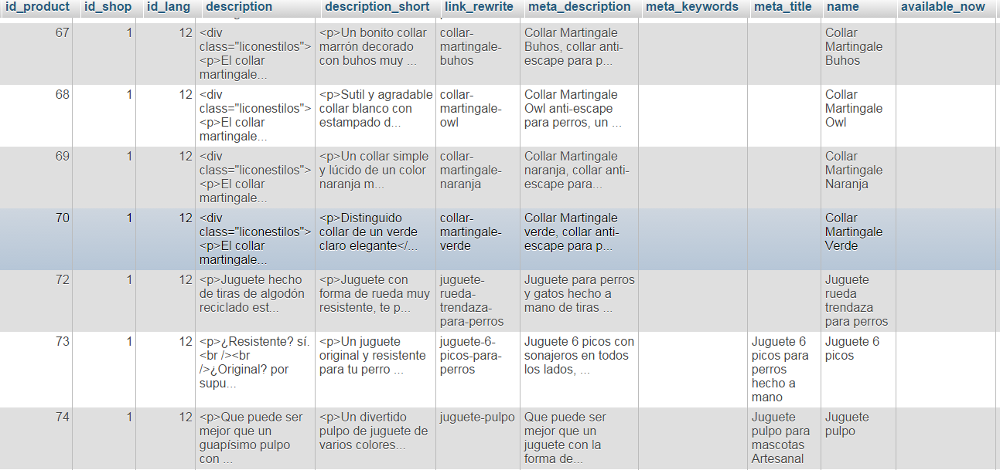 id_product id_shop id_lang description description_short link_rewrite meta_description meta_keywords meta_title name available_now
67 1 12 <div <p>Un bonito collar collar- Collar Martingale Collar
class="liconestilos"> marrón decorado martingale- Buhos, collar anti- Martingale
<p>El collar con buhos muy ... buhos escape para p... Buhos
martingale...
68 1 12 <div <p>Sutil y agradable collar- Collar Martingale Collar
class="liconestilos"> collar blanco con martingale- Owl anti-escape Martingale
<p>El collar estampado d... owl para perros, un ... Owl
martingale...
69 1 12 <div <p>Un collar simple collar- Collar Martingale Collar
class="liconestilos"> y lúcido de un color martingale- naranja, collar anti- Martingale
<p>El collar naranja m... naranja escape para... Naranja
martingale...
70 1 12 <div <p>Distinguido collar- Collar Martingale Collar
class="liconestilos"> collar de un verde martingale- verde, collar anti- Martingale
<p>El collar claro elegante</... verde escape para p... Verde
martingale...
72 1 12 <p>Juguete hecho <p>Juguete con juguete- Juguete para perros Juguete
de tiras de algodón forma de rueda muy rueda- y gatos hecho a rueda
reciclado est... resistente, te p... trendaza- mano de tiras ... trendaza
para-perros para perros
73 1 12 <p>¿Resistente? sí. <p>Un juguete juguete-6- Juguete 6 picos con Juguete 6 Juguete 6
<br /><br original y resistente picos-para- sonajeros en todos picos para picos
/>¿Original? por para tu perro ... perros los lados, ... perros
supu... hecho a
mano
74 1 12 <p>Que puede ser <p>Un divertido juguete-pulpo Que puede ser Juguete Juguete
mejor que un pulpo de juguete de mejor que un pulpo para pulpo
guapísimo pulpo varios colores... juguete con la mascotas
con ... forma de... Artesanal